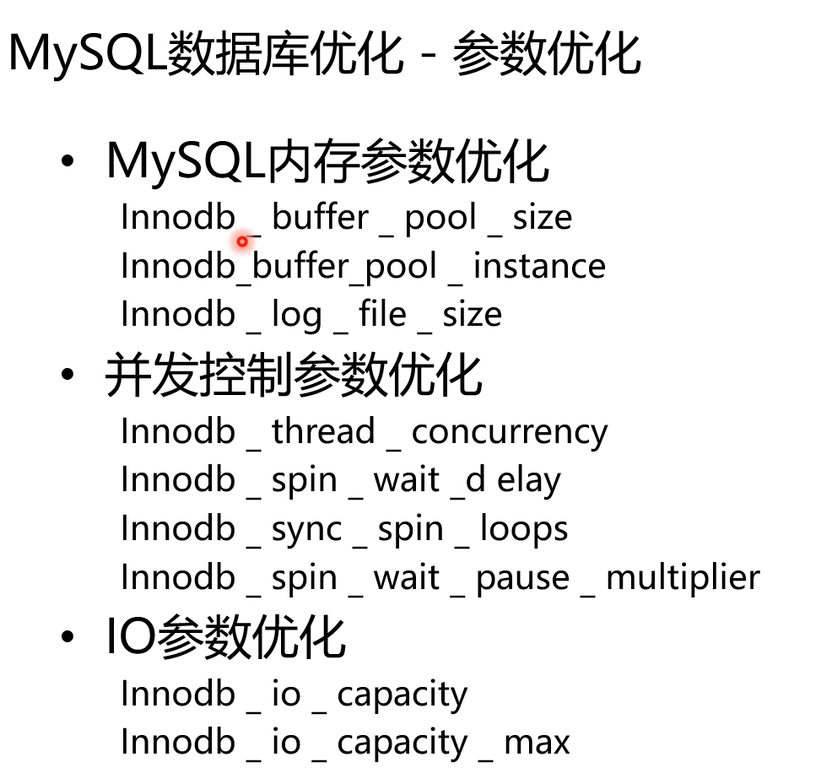 MySQL数据库优化 - 参数优化
• MySQL内存参数优化
Innodb _ buffer _ pool _ size
Innodb_buffer_pool _ instance
Innodb _ log _ file _ size
• 并发控制参数优化
Innodb _ thread _ concurrency
Innodb _ spin _ wait _d elay
Innodb _ sync _ spin _ loops
Innodb _ spin _ wait _ pause _ multiplier
• IO参数优化
Innodb _ io _ capacity
Innodb _ io _ capacity _ max